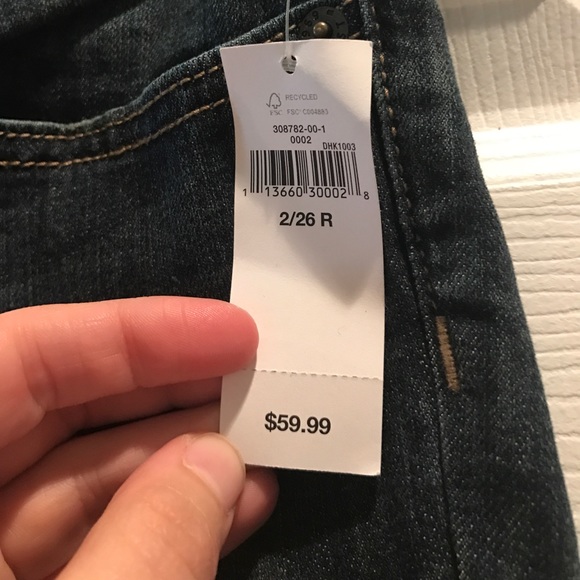 RECYCLED
FSC® C004883
308782-00-1
0002
DHK1003
1 13660 30002 8
2/26 R
$59.99